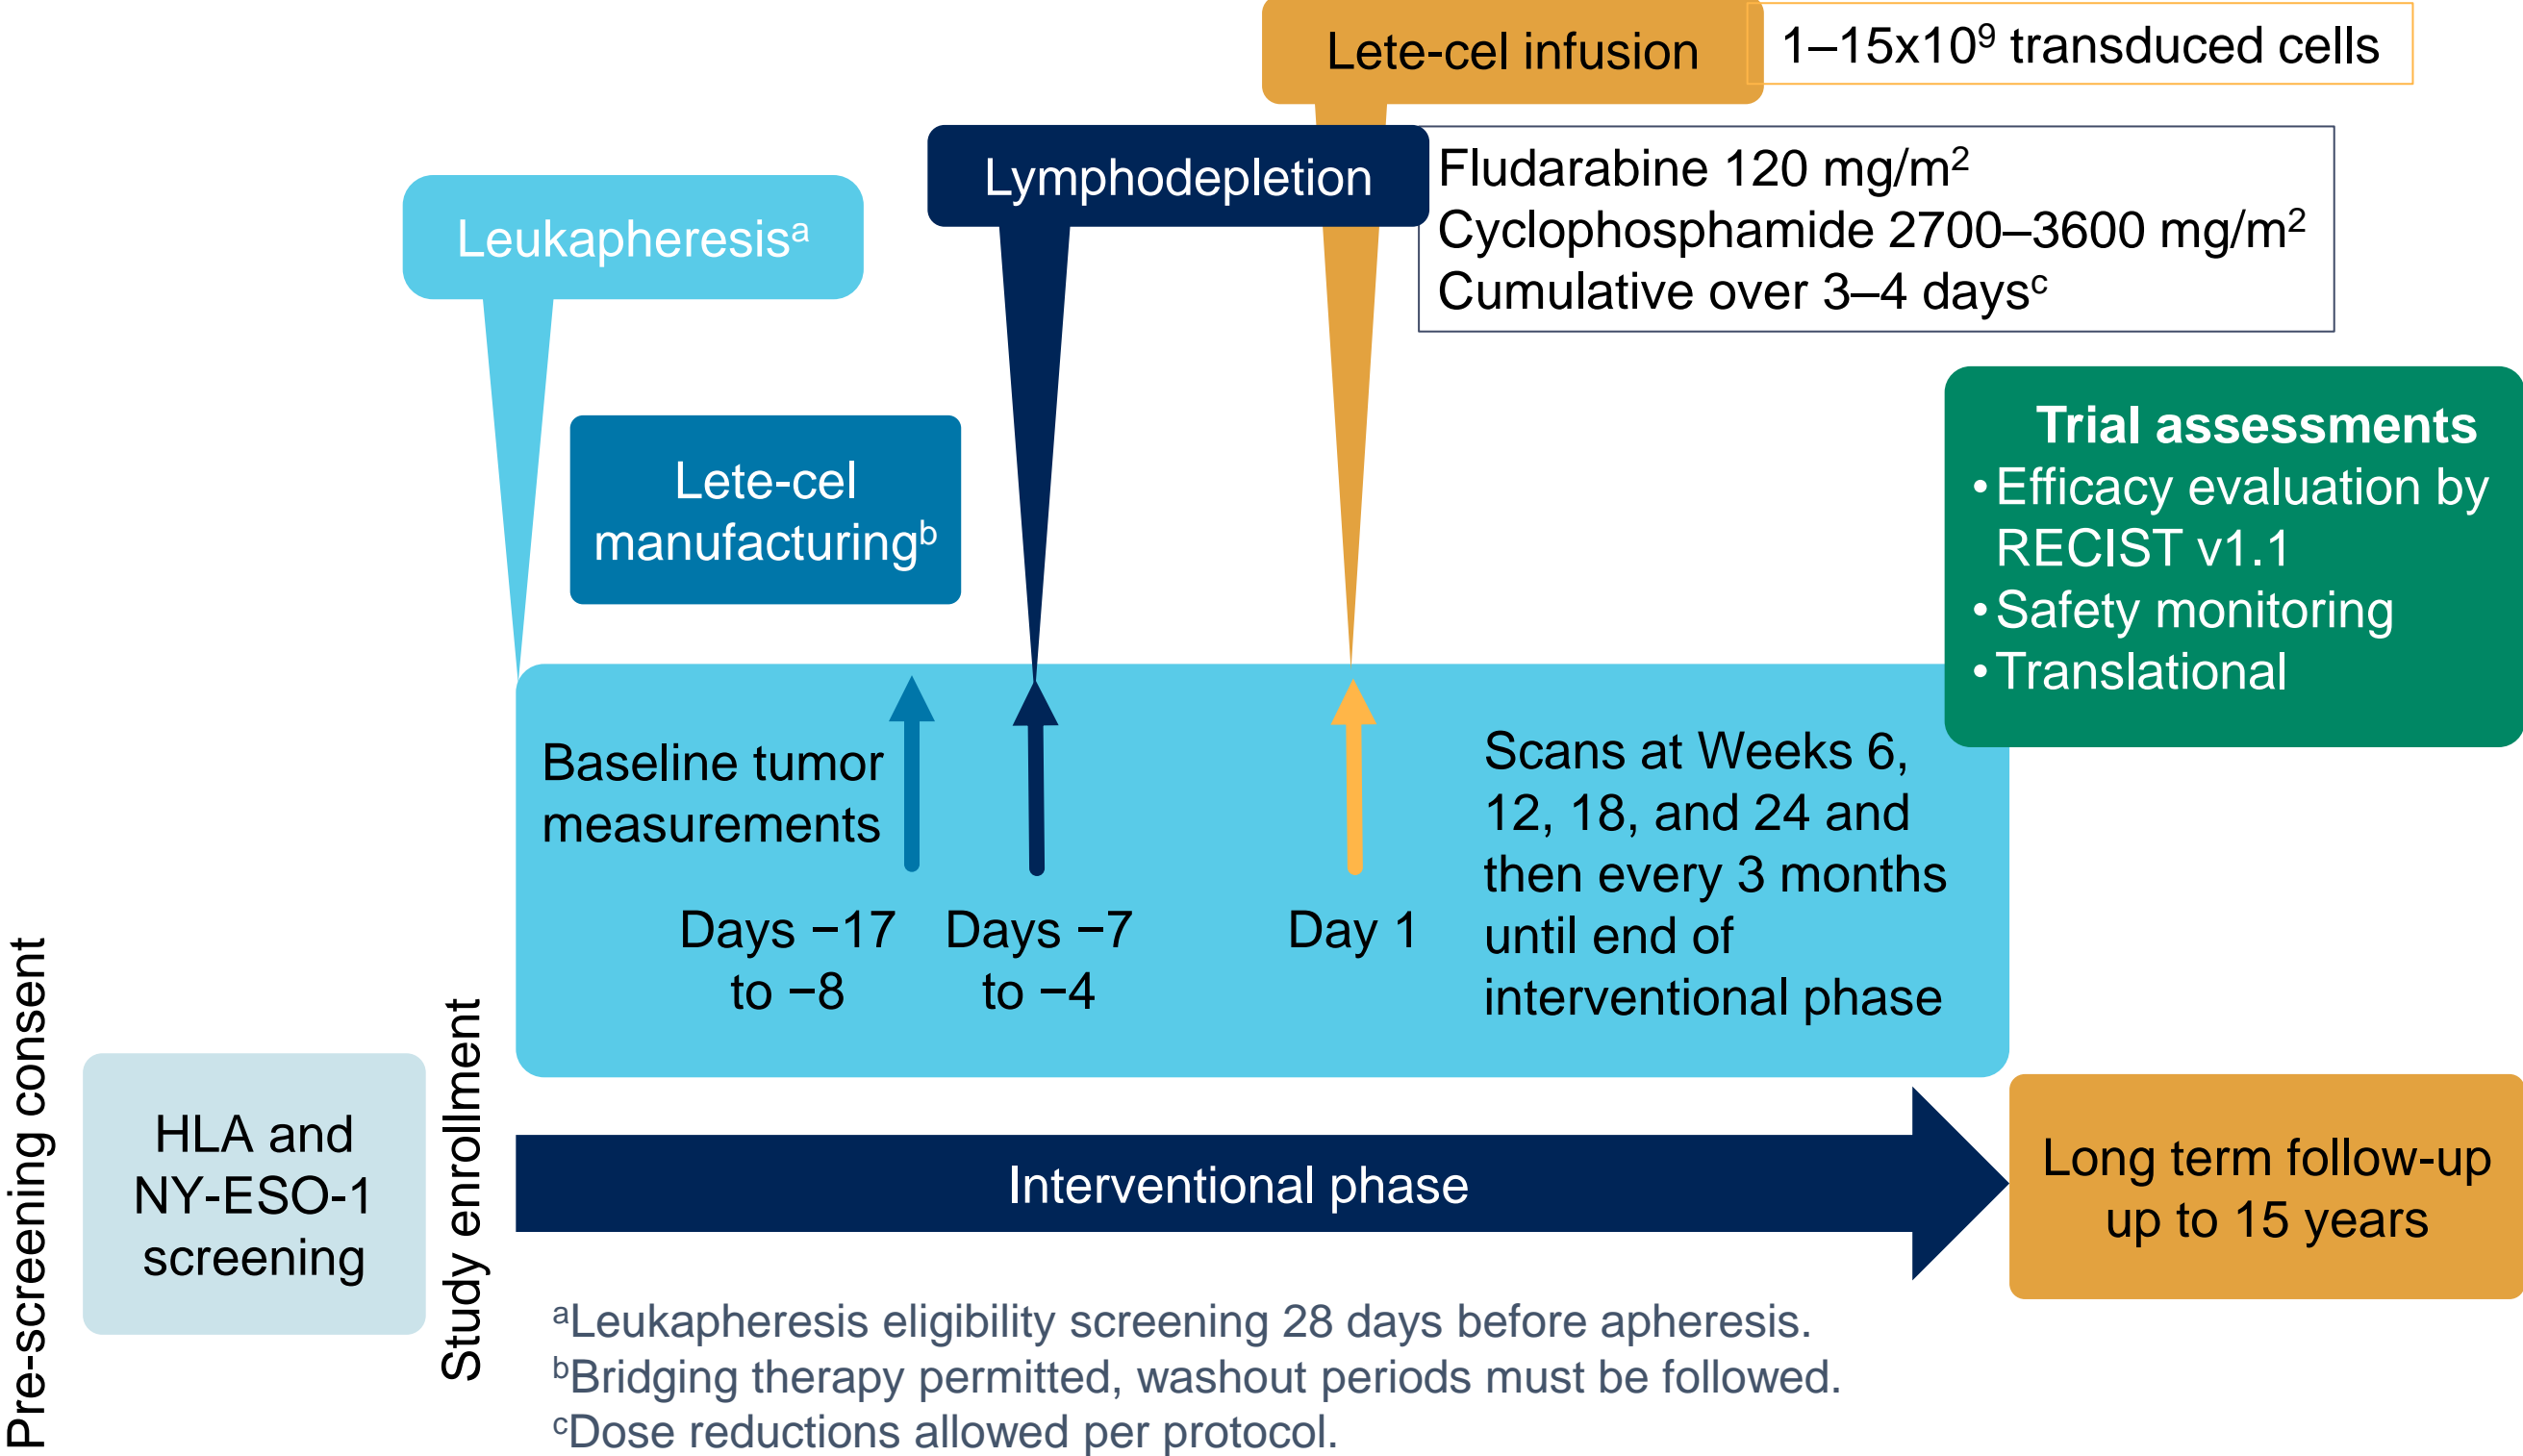 Lete-cel infusion
1–15x10⁹ transduced cells
Lymphodepletion
Fludarabine 120 mg/m²
Cyclophosphamide 2700–3600 mg/m²
Cumulative over 3–4 daysᶜ
Leukapheresisᵃ
Lete-cel
manufacturingᵇ
Trial assessments
• Efficacy evaluation by
RECIST v1.1
• Safety monitoring
• Translational
Baseline tumor
measurements
Days −17
to −8
Days −7
to −4
Day 1
Scans at Weeks 6,
12, 18, and 24 and
then every 3 months
until end of
interventional phase
Pre-screening consent
HLA and
NY-ESO-1
screening
Study enrollment
Interventional phase
Long term follow-up
up to 15 years
ᵃLeukapheresis eligibility screening 28 days before apheresis.
ᵇBridging therapy permitted, washout periods must be followed.
ᶜDose reductions allowed per protocol.